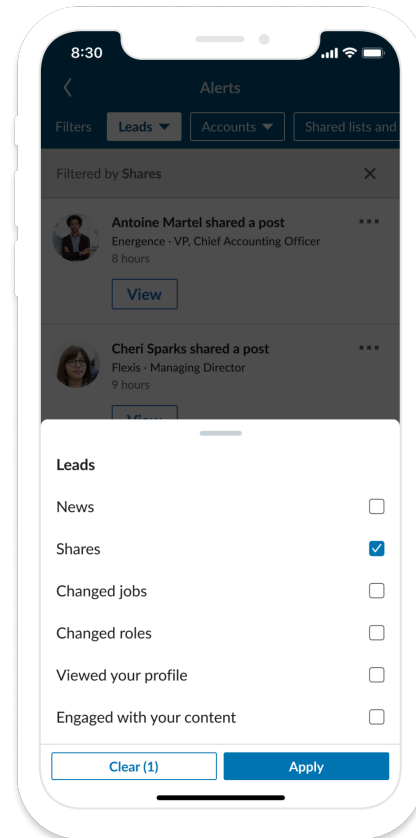 8:30
Alerts
Filters Leads Accounts Shared lists and
Filtered by Shares
Antoine Martel shared a post
Energence · VP, Chief Accounting Officer
8 hours
View
Cheri Sparks shared a post
Flexis · Managing Director
9 hours
View
Leads
News
Shares
Changed jobs
Changed roles
Viewed your profile
Engaged with your content
Clear (1) Apply